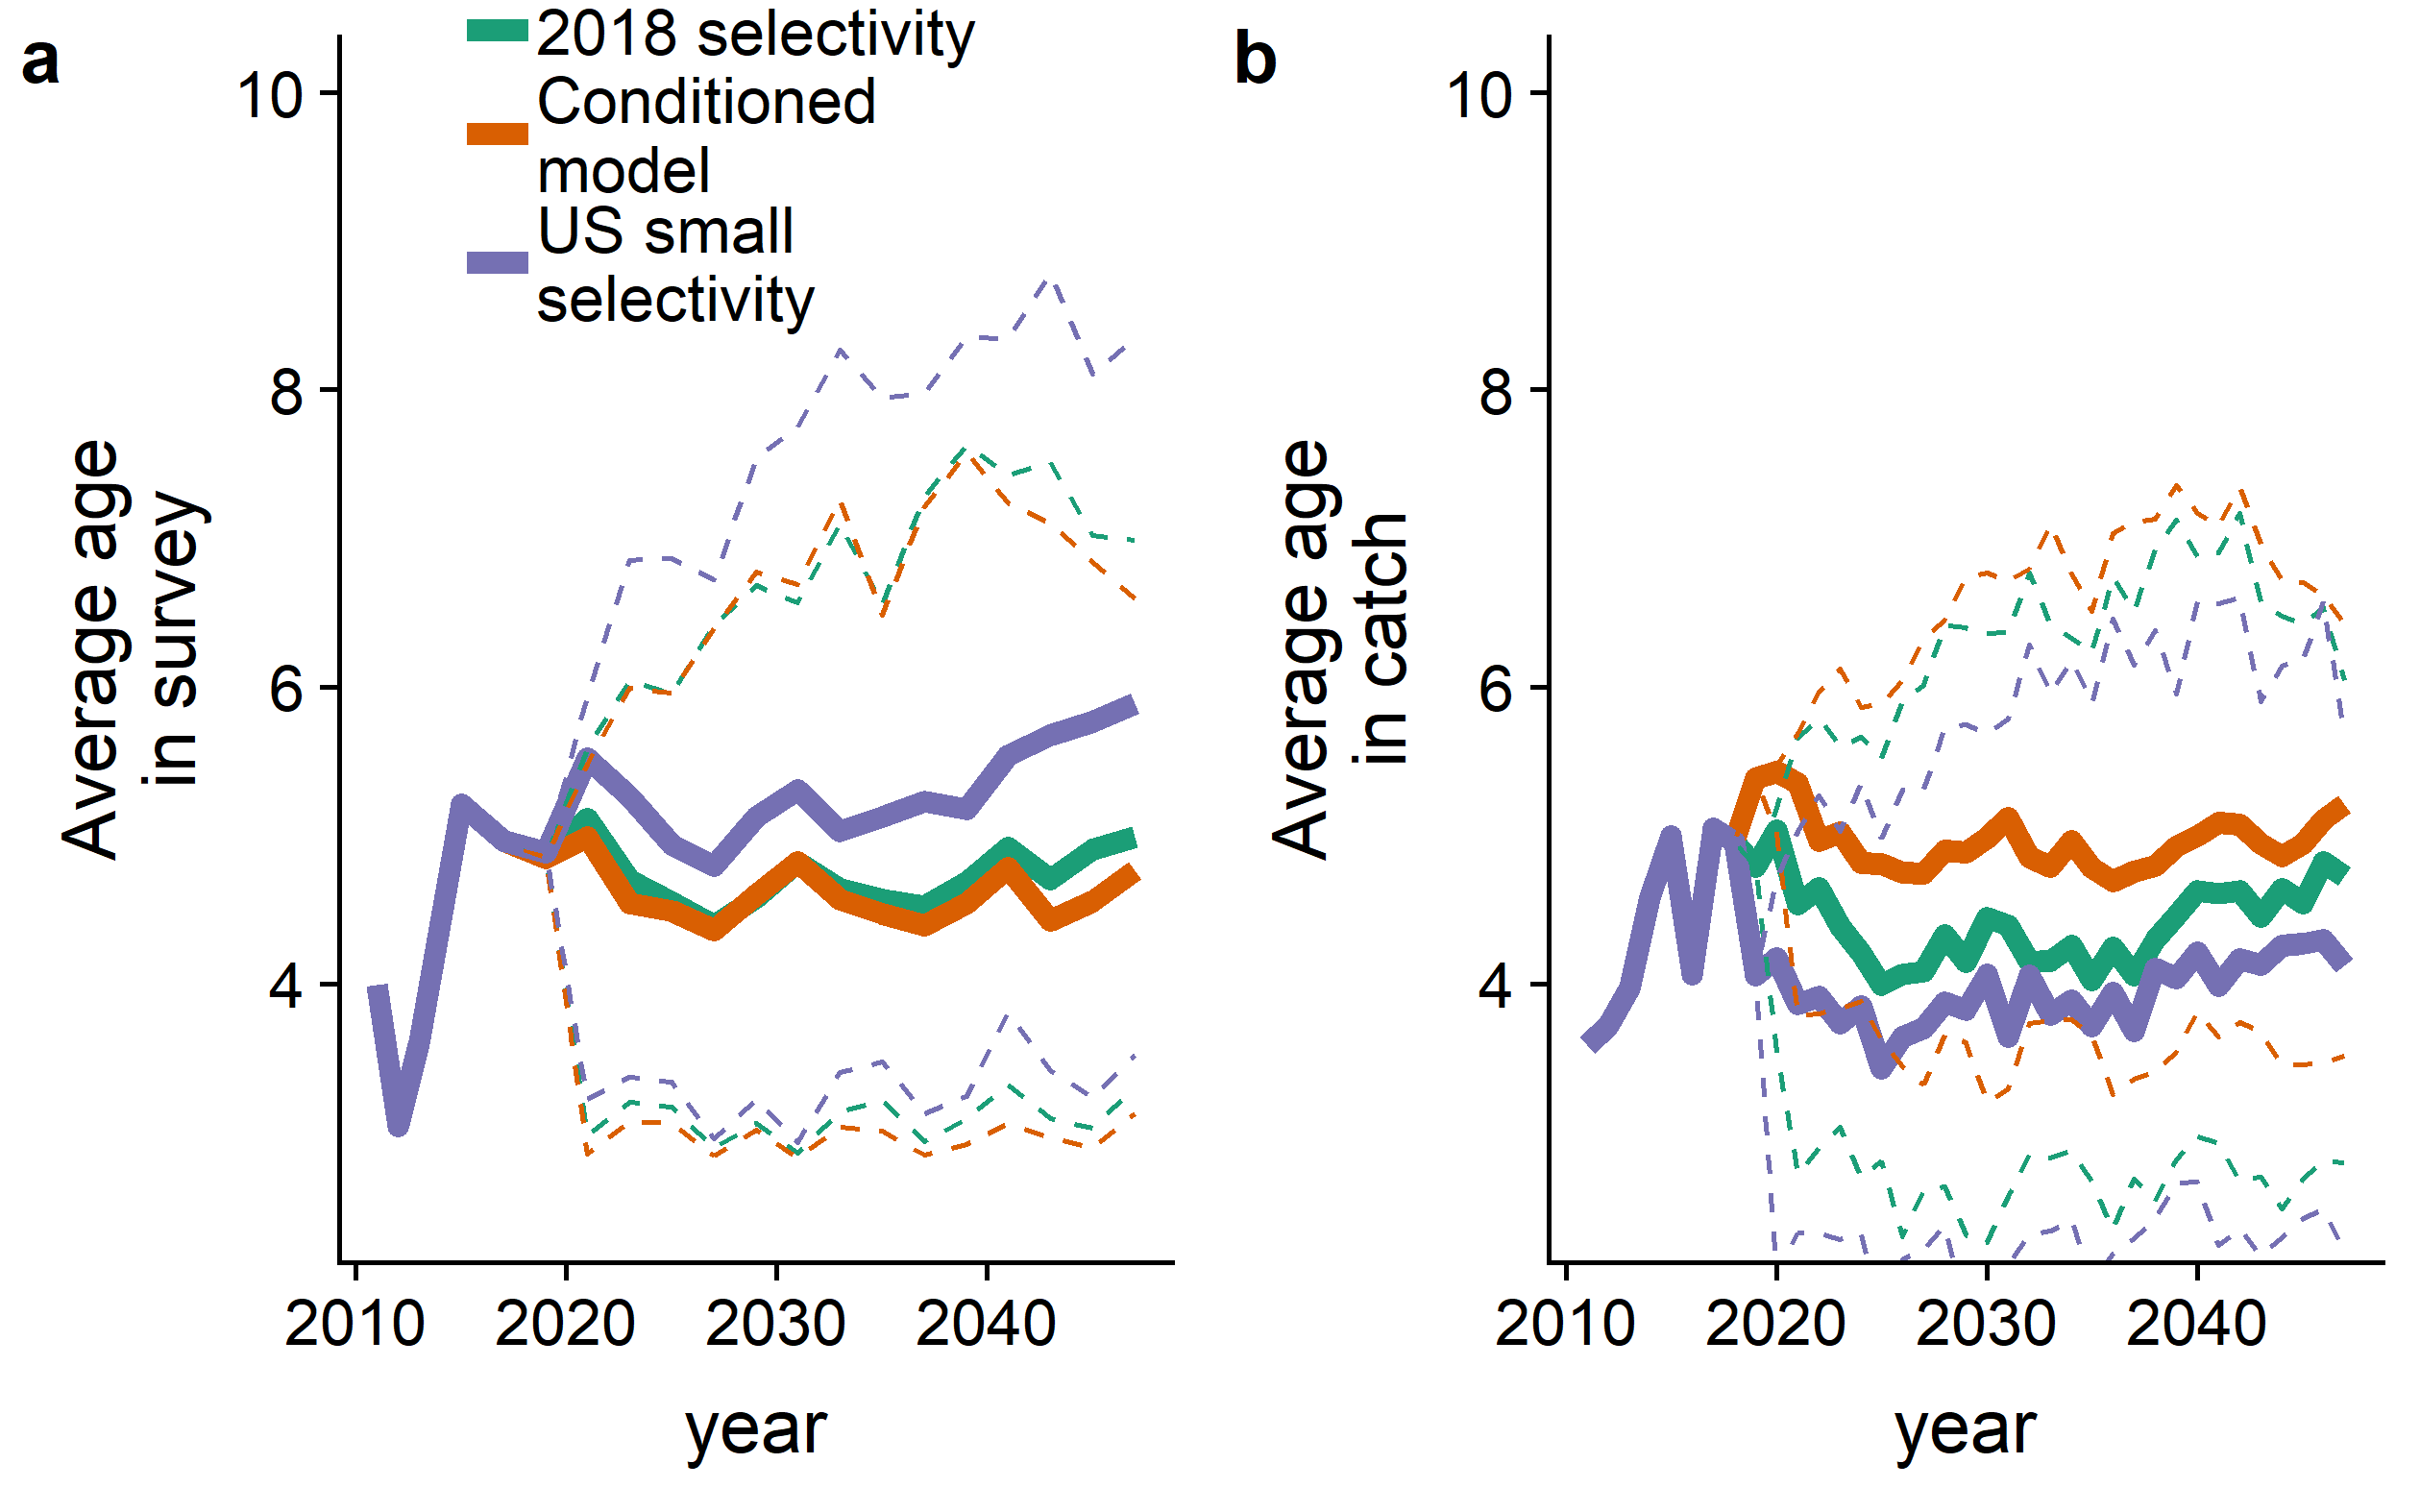 a
2018 selectivity
Conditioned
model
US small
selectivity
10
8
6
4
Average age
in survey
2010
2020
2030
2040
year
b
10
8
6
4
Average age
in catch
2010
2020
2030
2040
year